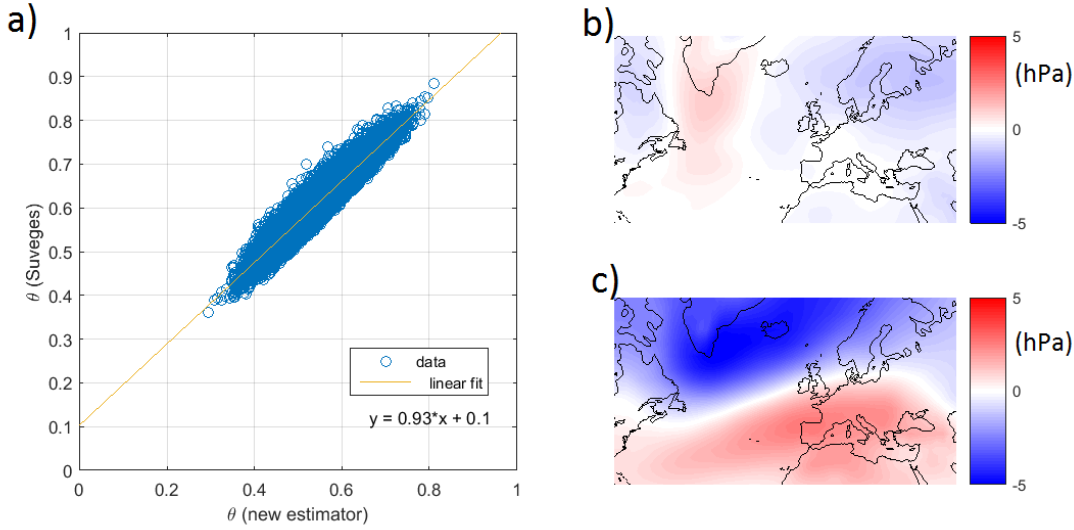 a)
1
0.9
0.8
0.7
0.6
0.5
0.4
0.3
0.2
0.1
0
θ (Suveges)
data
linear fit
y = 0.93*x + 0.1
0 0.2 0.4 0.6 0.8 1
θ (new estimator)
b)
5
(hPa)
0
-5
c)
5
(hPa)
0
-5